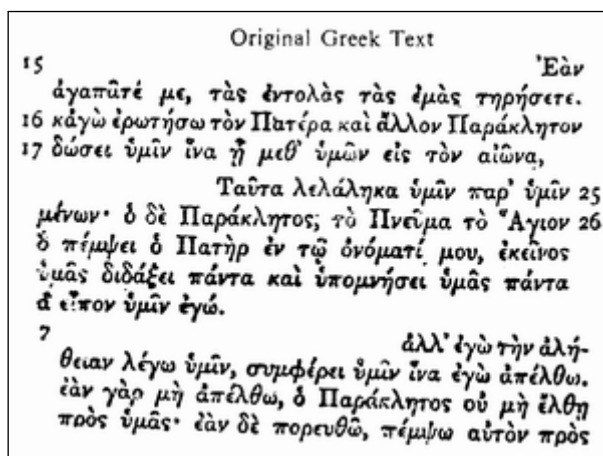 Original Greek Text
15 Ἐὰν
ἀγαπᾶτέ με, τὰς ἐντολὰς τὰς ἐμὰς τηρήσετε.
16 κἀγὼ ἐρωτήσω τὸν Πατέρα καὶ ἄλλον Παράκλητον
17 δώσει ὑμῖν ἵνα ᾖ μεθ' ὑμῶν εἰς τὸν αἰῶνα,
Ταῦτα λελάληκα ὑμῖν παρ' ὑμῖν 25
μένων· ὁ δὲ Παράκλητος, τὸ Πνεῦμα τὸ Ἅγιον 26
ὃ πέμψει ὁ Πατὴρ ἐν τῷ ὀνόματί μου, ἐκεῖνος
ὑμᾶς διδάξει πάντα καὶ ὑπομνήσει ὑμᾶς πάντα
ἃ εἶπον ὑμῖν ἐγώ.
7 ἀλλ' ἐγὼ τὴν ἀλή-
θειαν λέγω ὑμῖν, συμφέρει ὑμῖν ἵνα ἐγὼ ἀπέλθω.
ἐὰν γὰρ μὴ ἀπέλθω, ὁ Παράκλητος οὐ μὴ ἔλθῃ
πρὸς ὑμᾶς· ἐὰν δὲ πορευθῶ, πέμψω αὐτὸν πρὸς